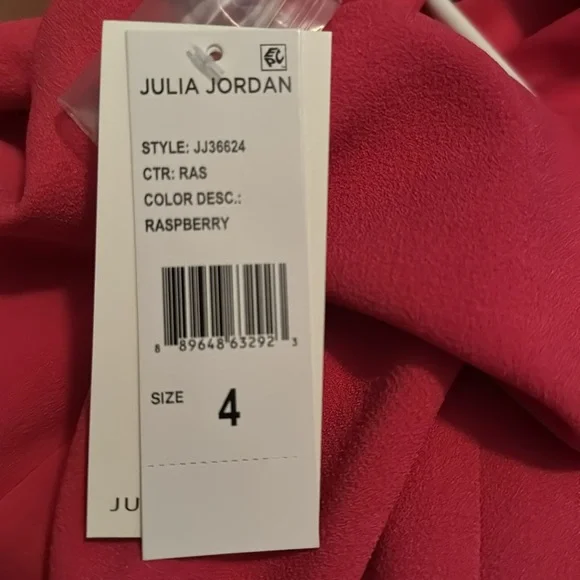 JULIA JORDAN
STYLE: JJ36624
CTR: RAS
COLOR DESC.:
RASPBERRY
8 89648 63292 3
SIZE 4
JU